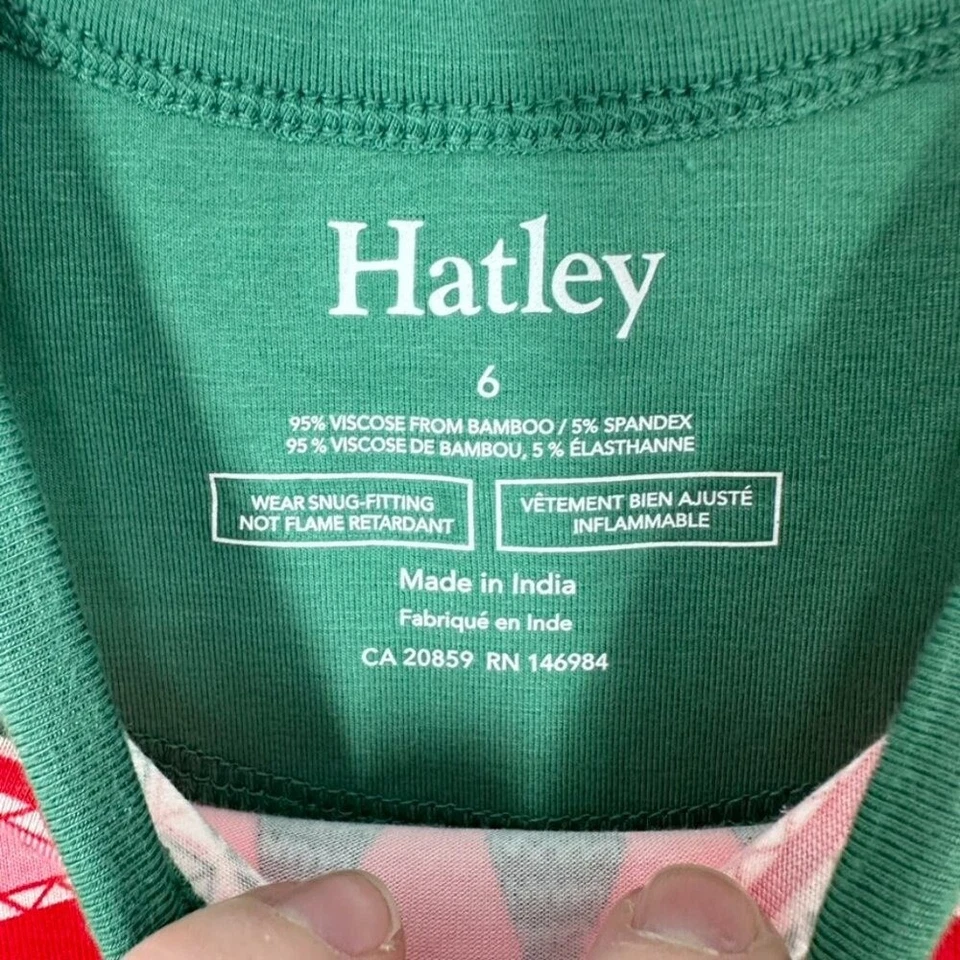 Hatley
6
95% VISCOSE FROM BAMBOO / 5% SPANDEX
95 % VISCOSE DE BAMBOU, 5 % ÉLASTHANNE
WEAR SNUG-FITTING
NOT FLAME RETARDANT
VÊTEMENT BIEN AJUSTÉ
INFLAMMABLE
Made in India
Fabriqué en Inde
CA 20859 RN 146984